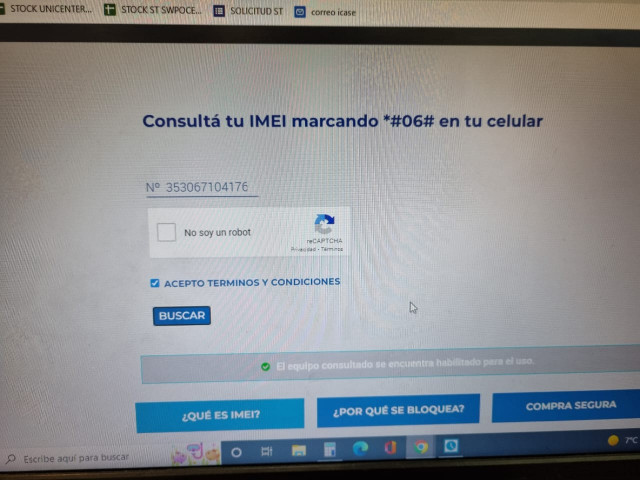 STOCK UNICENTER...
STOCK ST SWPOCE...
SOLICITUD ST
correo icase
Consultá tu IMEI marcando *#06# en tu celular
Nº 353067104176
No soy un robot
reCAPTCHA
Privacidad - Términos
ACEPTO TERMINOS Y CONDICIONES
BUSCAR
El equipo consultado se encuentra habilitado para el uso.
¿QUÉ ES IMEI?
¿POR QUÉ SE BLOQUEA?
COMPRA SEGURA
Escribe aquí para buscar
7°C